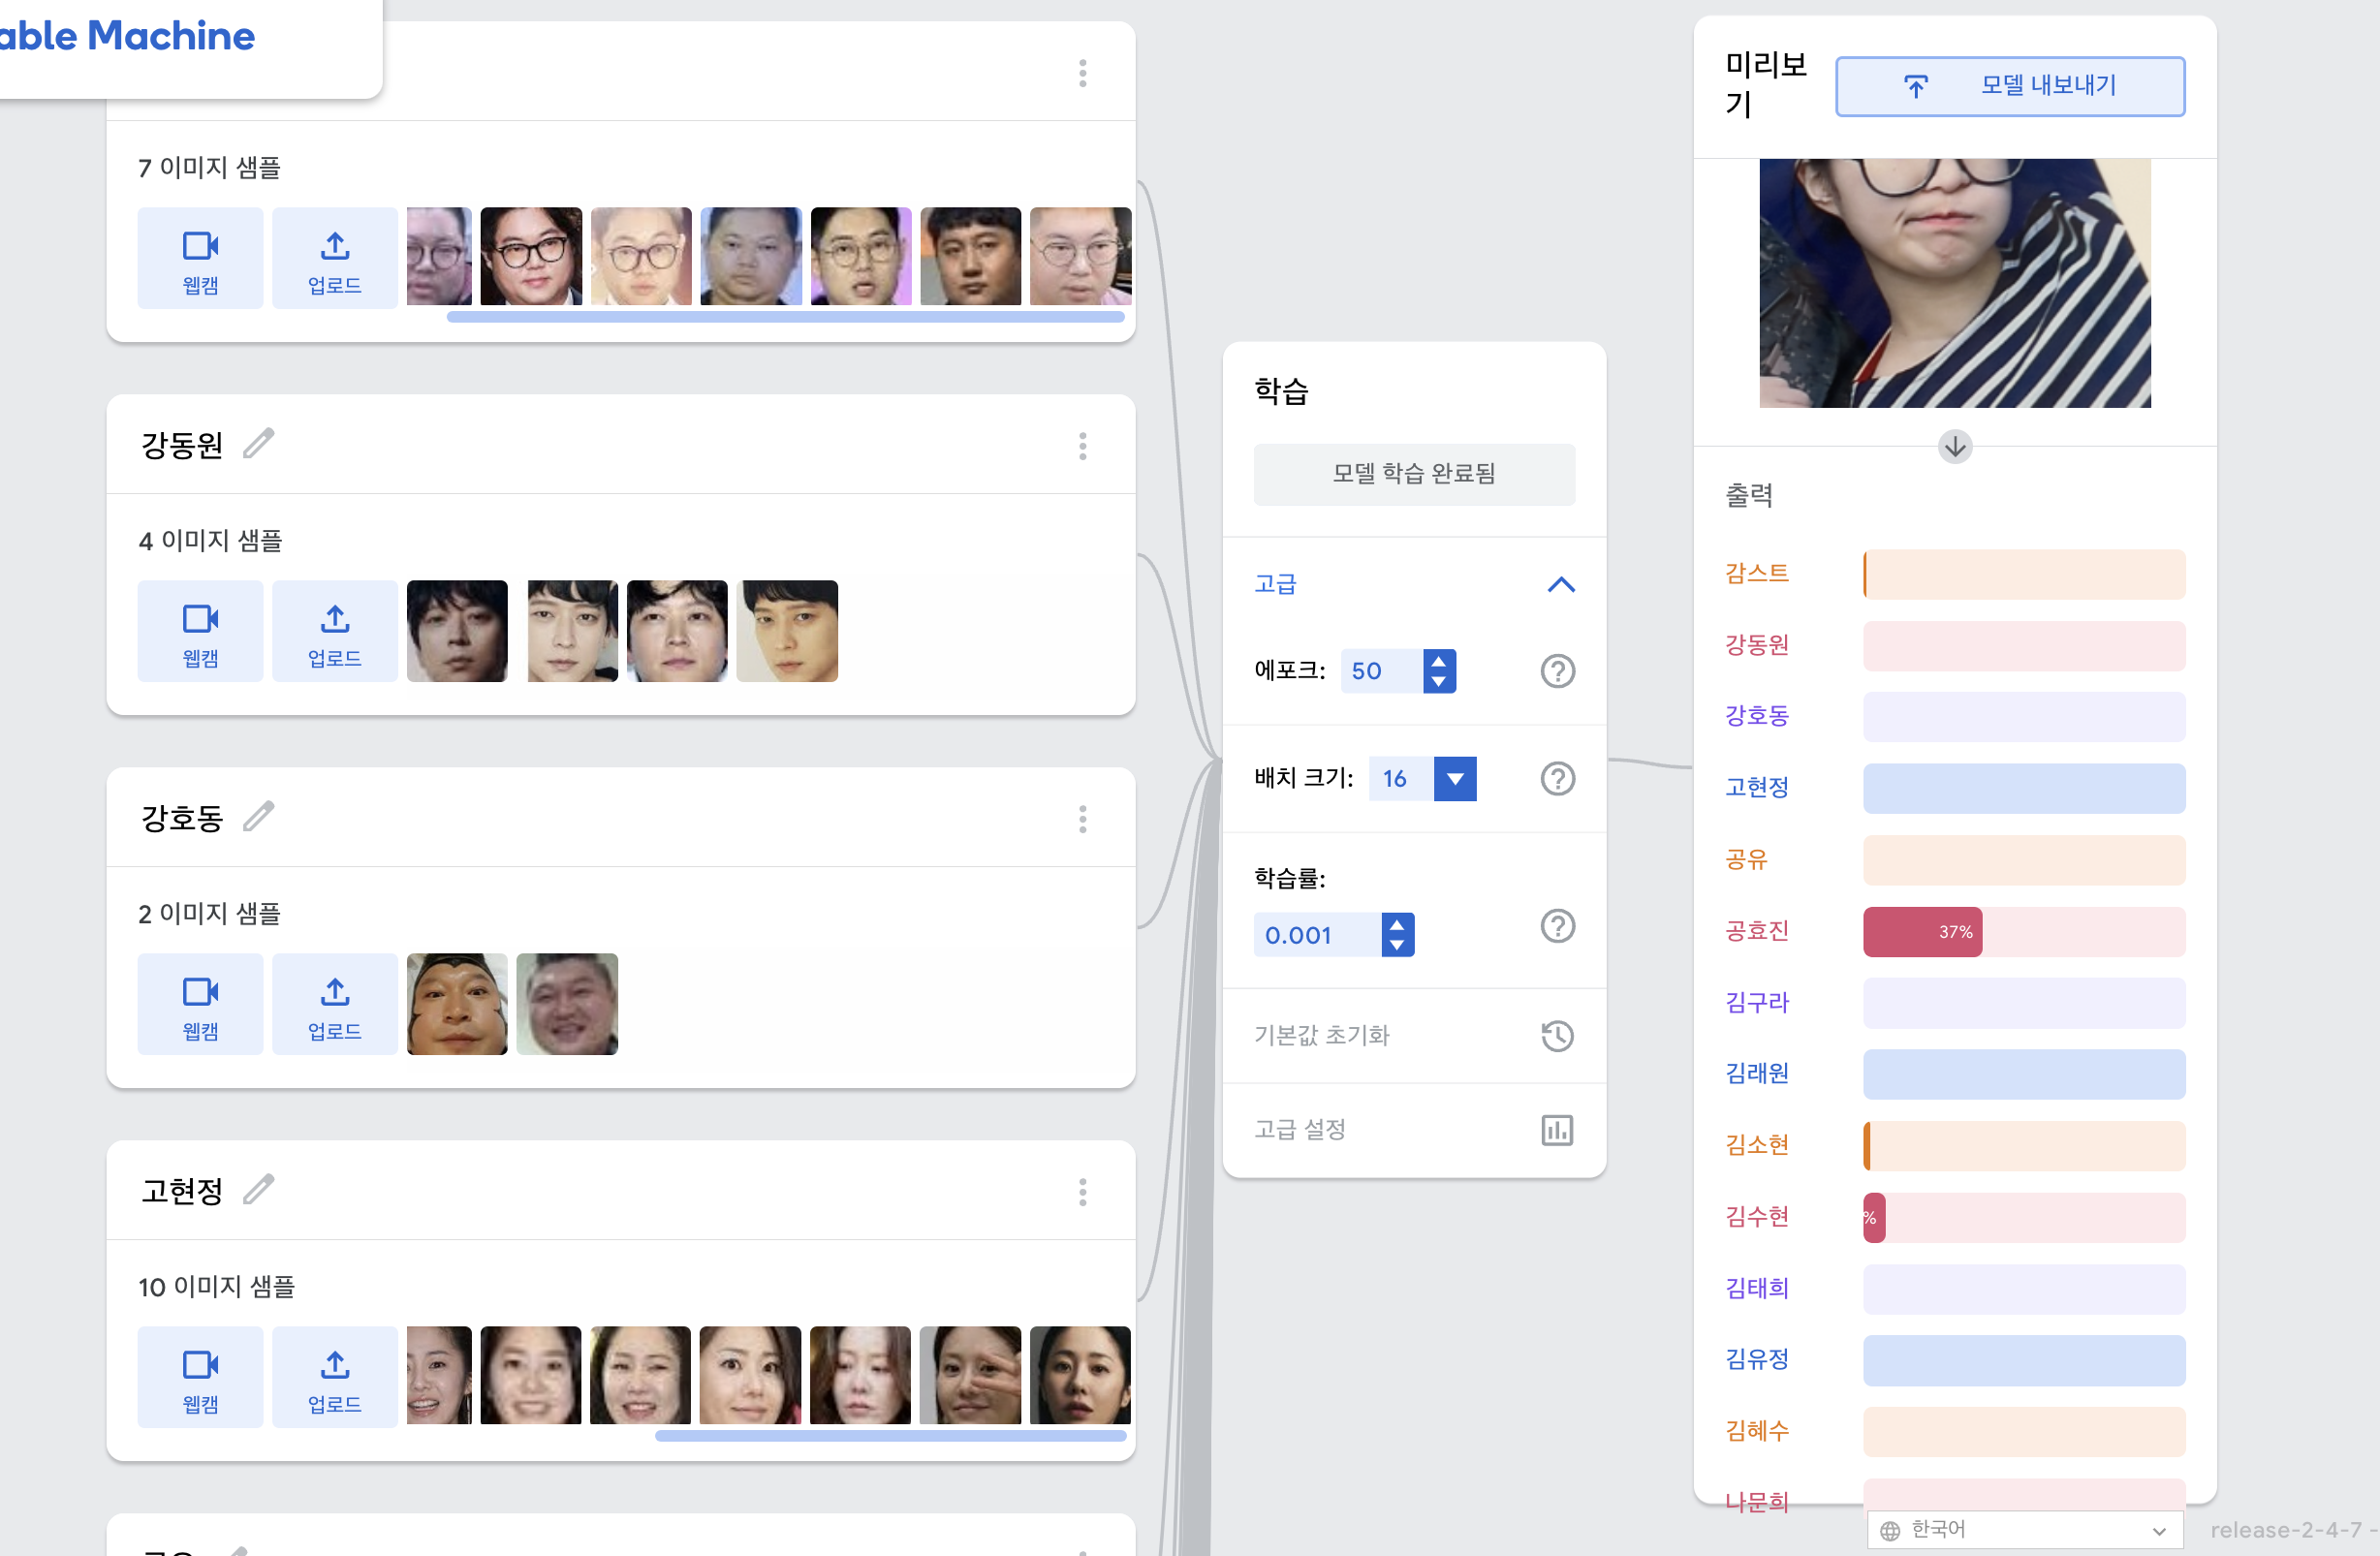 able Machine
7 이미지 샘플
웹캠
업로드
강동원
4 이미지 샘플
웹캠
업로드
강호동
2 이미지 샘플
웹캠
업로드
고현정
10 이미지 샘플
웹캠
업로드
학습
모델 학습 완료됨
고급
에포크: 50
배치 크기: 16
학습률:
0.001
기본값 초기화
고급 설정
미리보
기
모델 내보내기
출력
감스트
강동원
강호동
고현정
공유
공효진 37%
김구라
김래원
김소현
김수현 %
김태희
김유정
김혜수
나문희
한국어
release-2-4-7 -